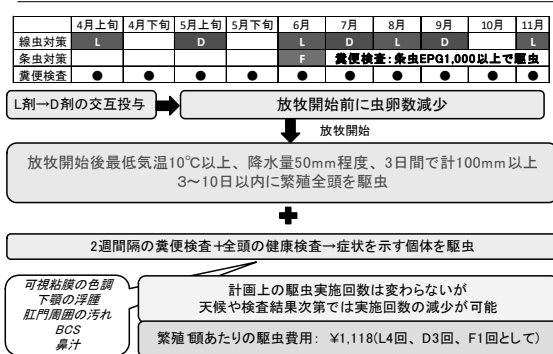 4月上旬 4月下旬 5月上旬 5月下旬 6月 7月 8月 9月 10月 11月
線虫対策 L D L D L D L
条虫対策 F 糞便検査:条虫EPG1,000以上で駆虫
糞便検査 ● ● ● ● ● ● ● ● ● ●
L剤→D剤の交互投与
放牧開始前に虫卵数減少
放牧開始
放牧開始後最低気温10℃以上、降水量50mm程度、3日間で計100mm以上
3~10日以内に繁殖全頭を駆虫
2週間隔の糞便検査+全頭の健康検査→症状を示す個体を駆虫
可視粘膜の色調
下顎の浮腫
肛門周囲の汚れ
BCS
鼻汁
計画上の駆虫実施回数は変わらないが
天候や検査結果次第では実施回数の減少が可能
繁殖1頭あたりの駆虫費用: ¥1,118(L4回、D3回、F1回として)